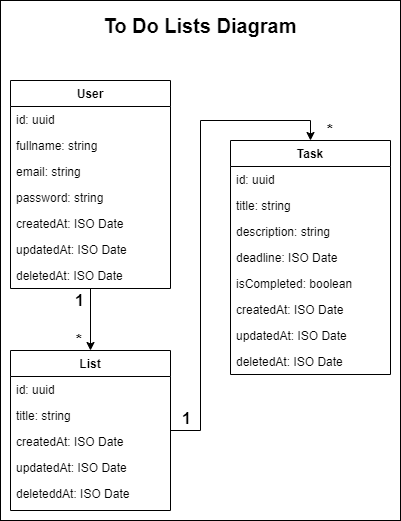 To Do Lists Diagram
User
id: uuid
fullname: string
email: string
password: string
createdAt: ISO Date
updatedAt: ISO Date
deletedAt: ISO Date
1
*
List
id: uuid
title: string
createdAt: ISO Date
updatedAt: ISO Date
deleteddAt: ISO Date
1
*
Task
id: uuid
title: string
description: string
deadline: ISO Date
isCompleted: boolean
createdAt: ISO Date
updatedAt: ISO Date
deletedAt: ISO Date